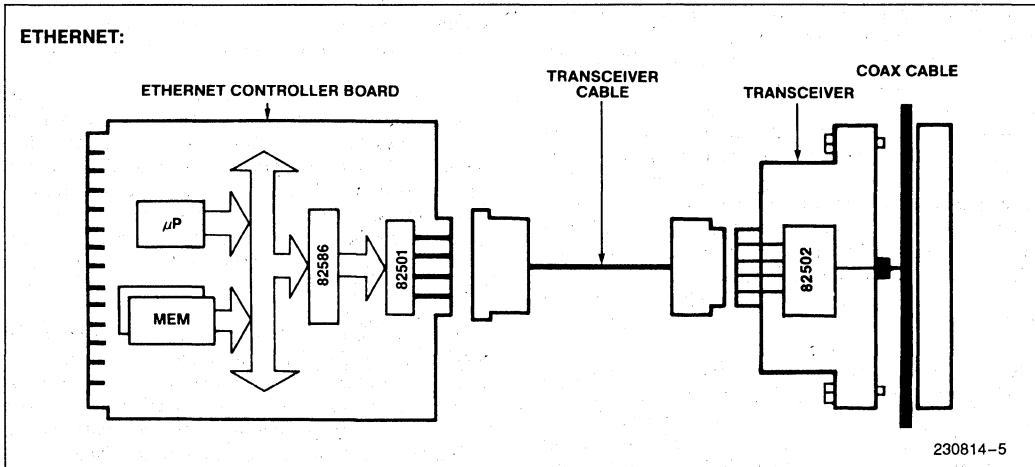 ETHERNET:
ETHERNET CONTROLLER BOARD
TRANSCEIVER
CABLE
TRANSCEIVER
COAX CABLE
μP
MEM
82586
82501
82502
230814-5